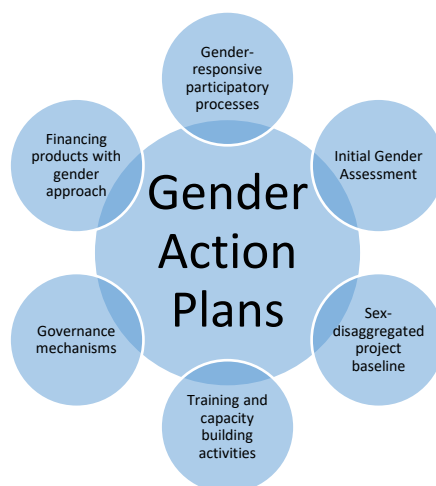 Gender-
responsive
participatory
processes
Initial Gender
Assessment
Sex-
disaggregated
project
baseline
Training and
capacity
building
activities
Governance
mechanisms
Financing
products with
gender
approach
Gender
Action
Plans